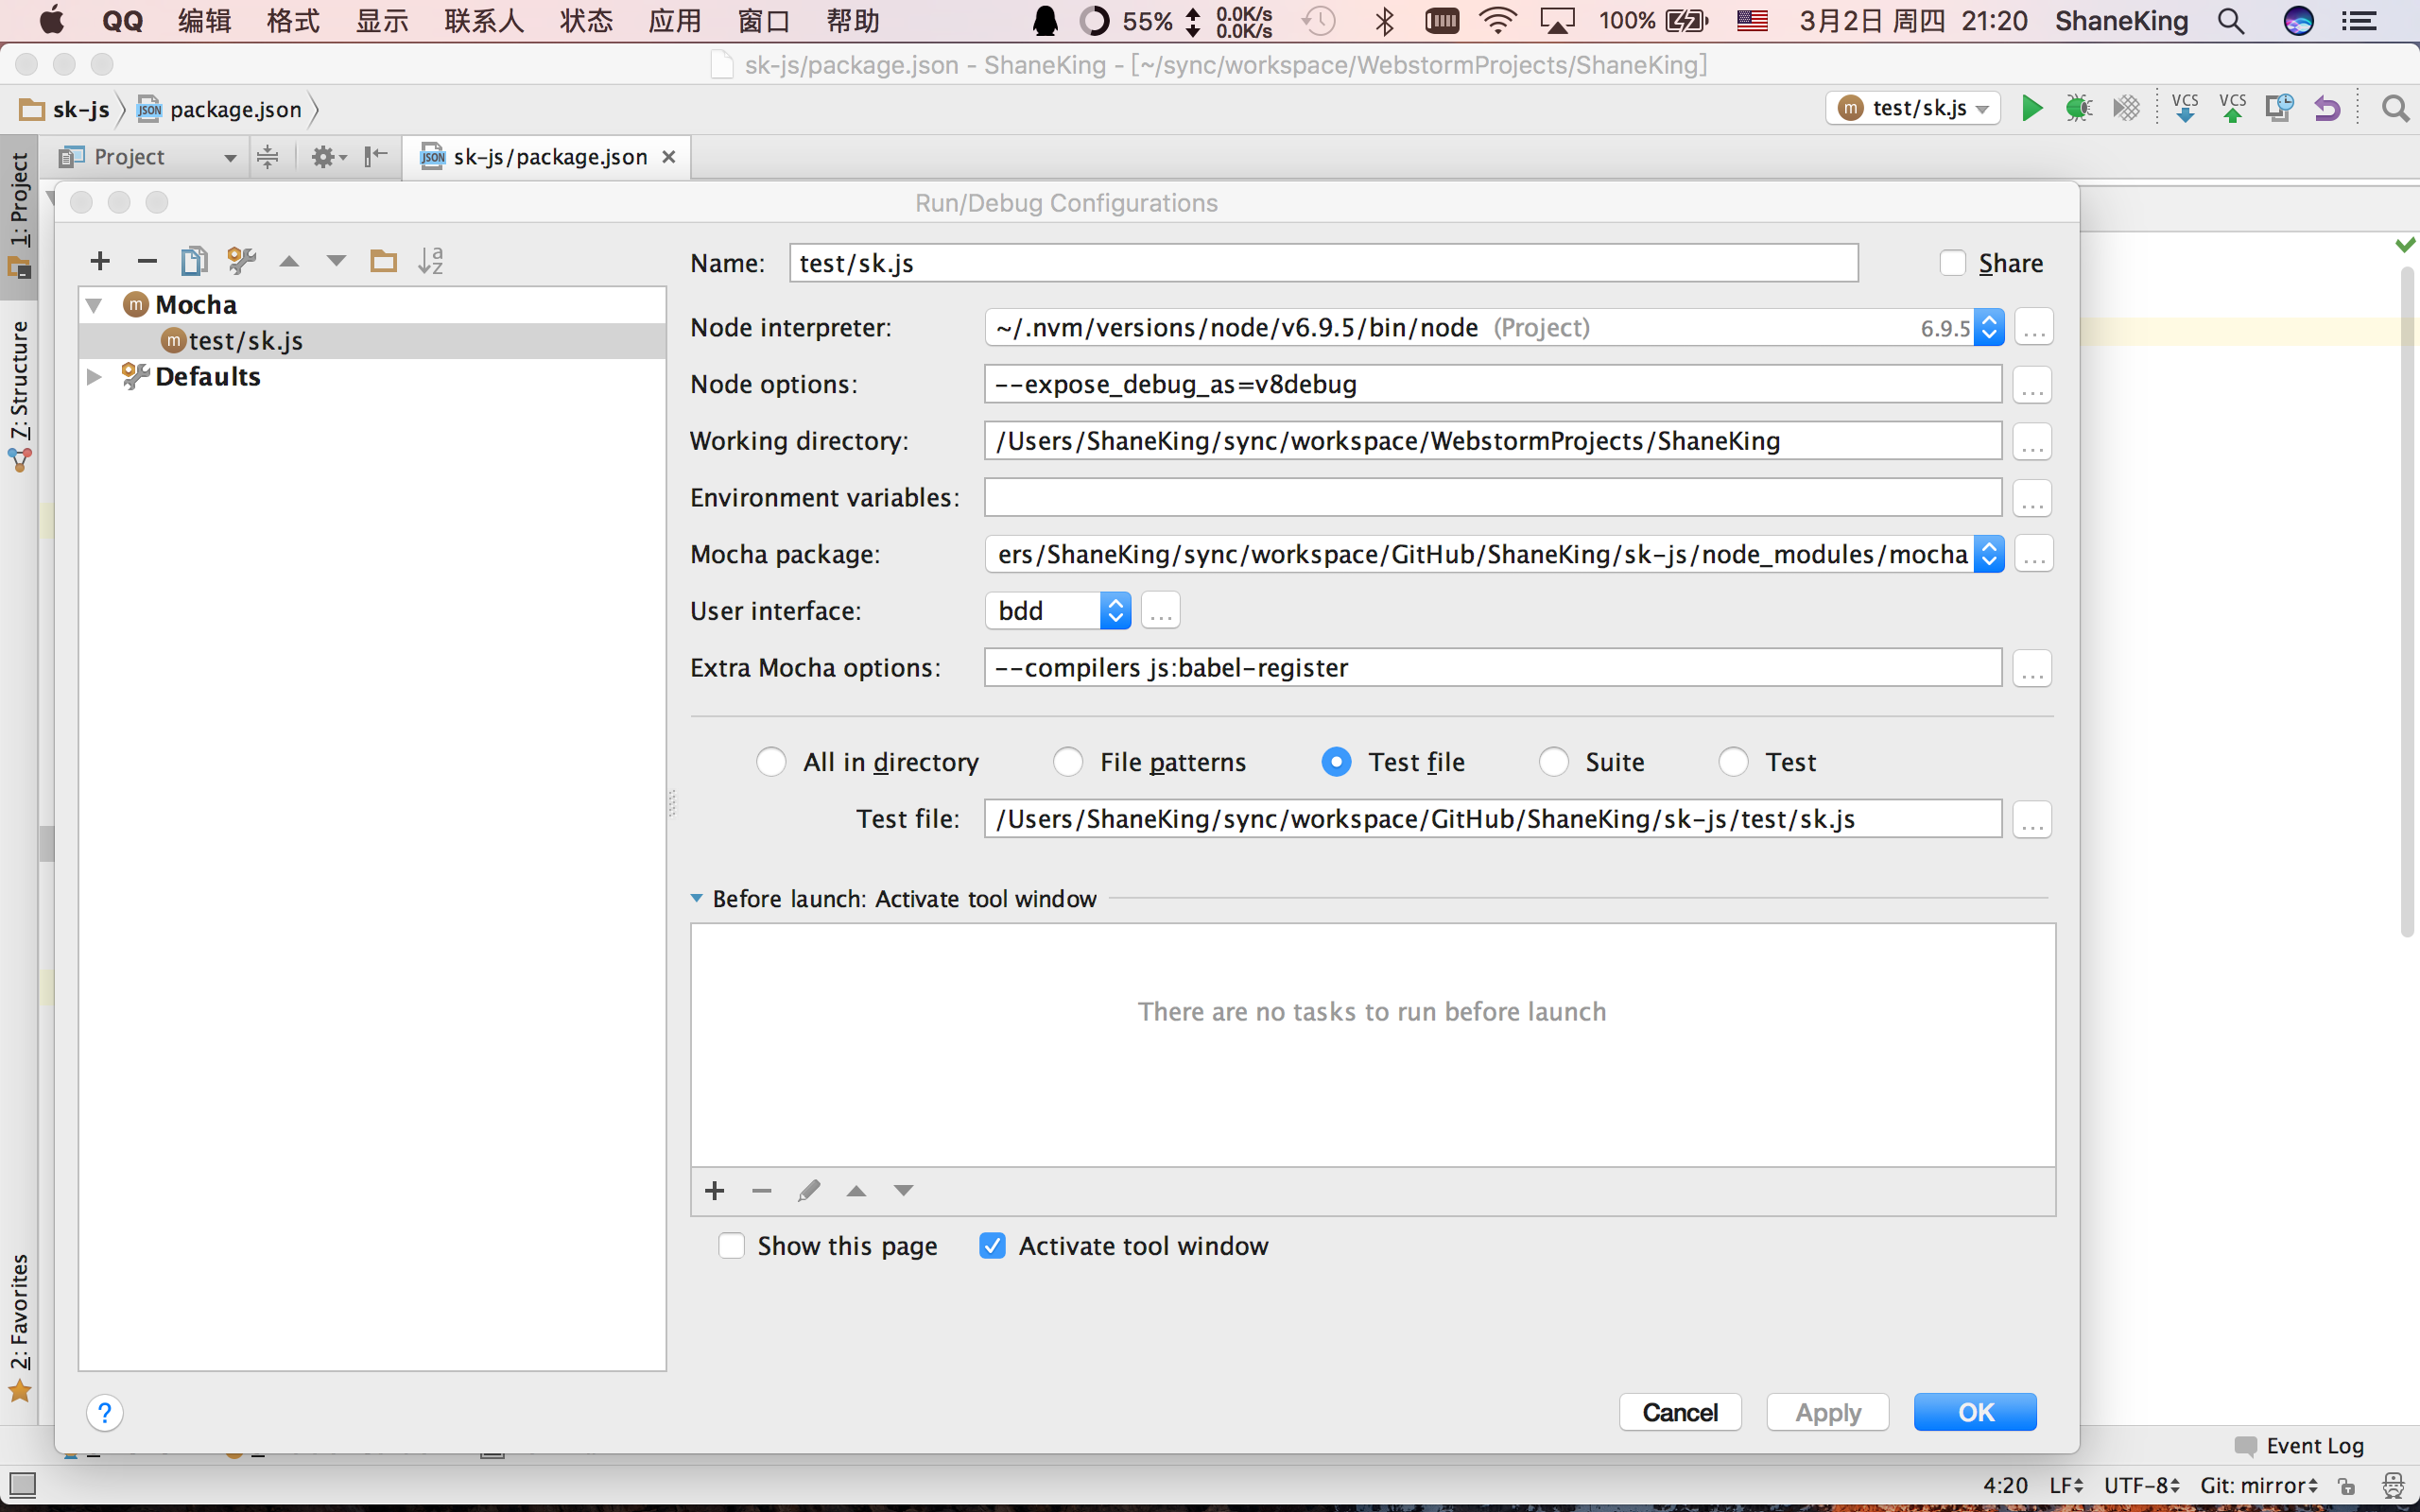 QQ 编辑 格式 显示 联系人 状态 应用 窗口 帮助 55% 0.0K/s 0.0K/s 100% 3月2日 周四 21:20 ShaneKing
sk-js/package.json - ShaneKing - [~/sync/workspace/WebstormProjects/ShaneKing]
sk-js package.json test/sk.js VCS VCS
Project sk-js/package.json
1: Project
7: Structure
2: Favorites
Run/Debug Configurations
Mocha
test/sk.js
Defaults
Name: test/sk.js Share
Node interpreter: ~/.nvm/versions/node/v6.9.5/bin/node (Project) 6.9.5 ...
Node options: --expose_debug_as=v8debug ...
Working directory: /Users/ShaneKing/sync/workspace/WebstormProjects/ShaneKing ...
Environment variables: ...
Mocha package: ers/ShaneKing/sync/workspace/GitHub/ShaneKing/sk-js/node_modules/mocha ...
User interface: bdd ...
Extra Mocha options: --compilers js:babel-register ...
All in directory File patterns Test file Suite Test
Test file: /Users/ShaneKing/sync/workspace/GitHub/ShaneKing/sk-js/test/sk.js ...
Before launch: Activate tool window
There are no tasks to run before launch
Show this page Activate tool window
? Cancel Apply OK
Event Log
4:20 LF UTF-8 Git: mirror